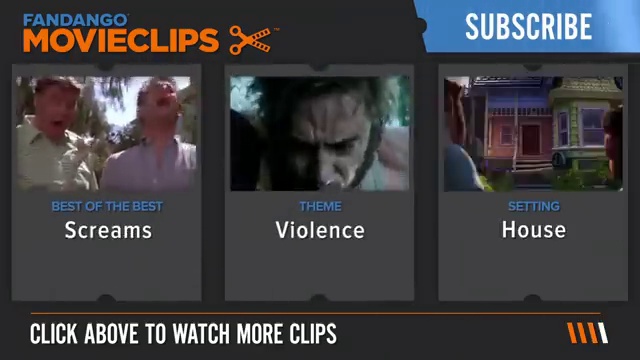 FANDANGO
MOVIECLIPS
SUBSCRIBE
BEST OF THE BEST
Screams
THEME
Violence
SETTING
House
CLICK ABOVE TO WATCH MORE CLIPS